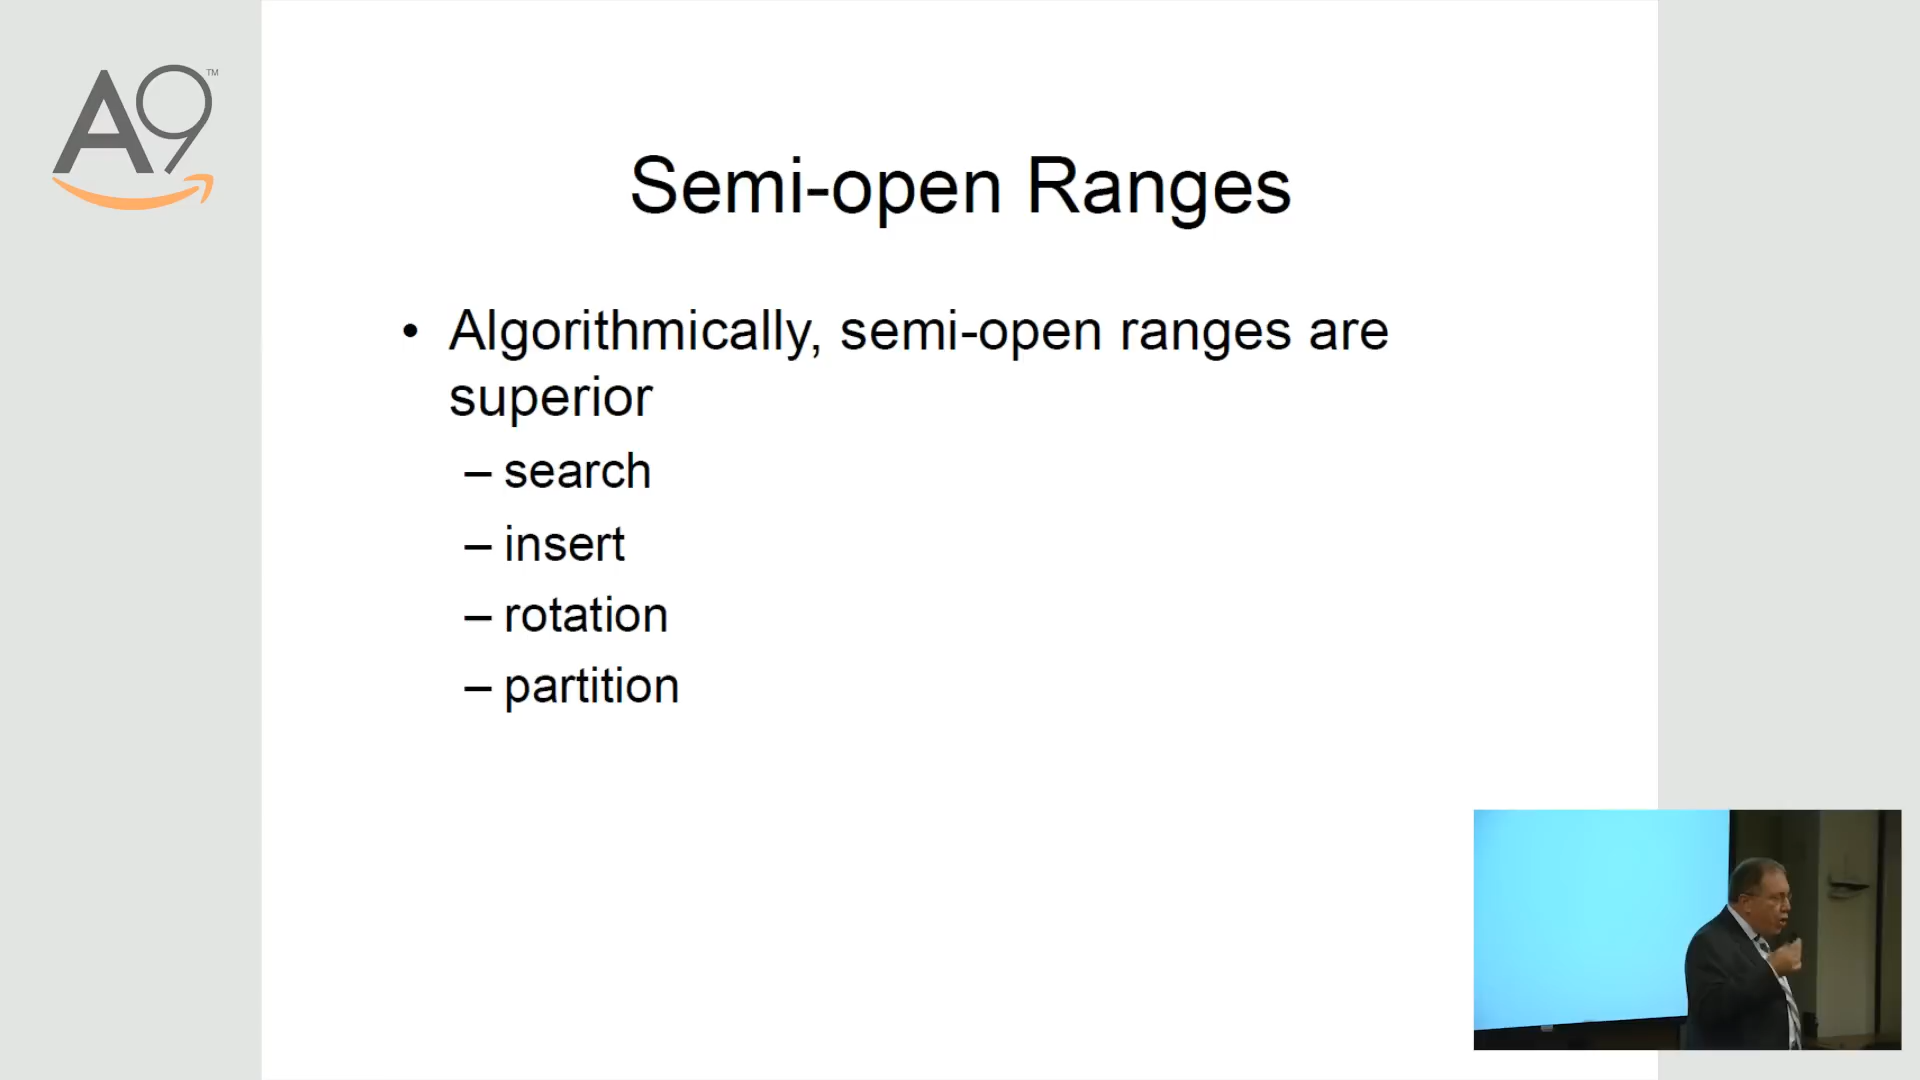 A9™
Semi-open Ranges
• Algorithmically, semi-open ranges are
superior
– search
– insert
– rotation
– partition